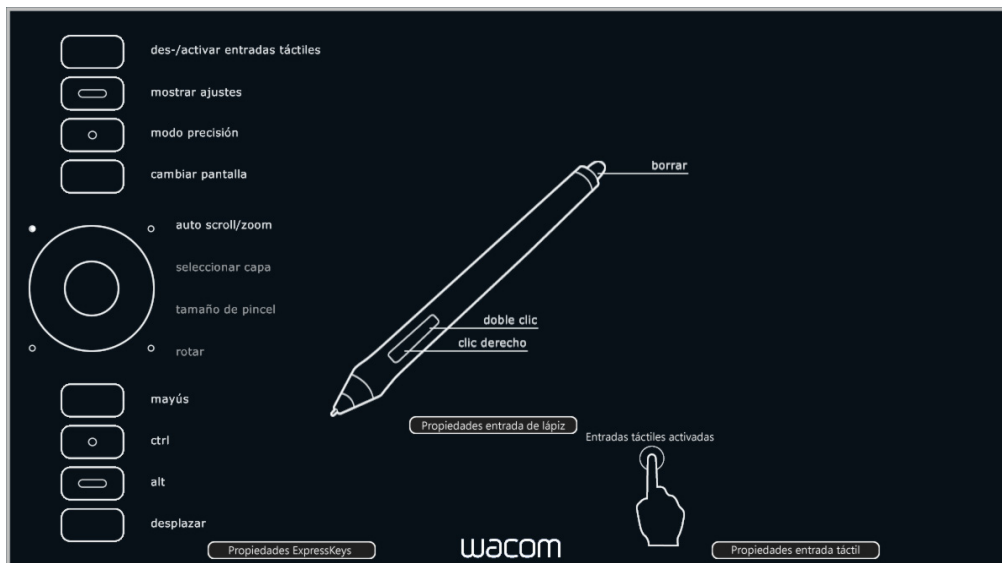 des-/activar entradas táctiles
mostrar ajustes
modo precisión
cambiar pantalla
auto scroll/zoom
seleccionar capa
tamaño de pincel
rotar
mayús
ctrl
alt
desplazar
borrar
doble clic
clic derecho
Propiedades entrada de lápiz
Entradas táctiles activadas
Propiedades ExpressKeys
wacom
Propiedades entrada táctil